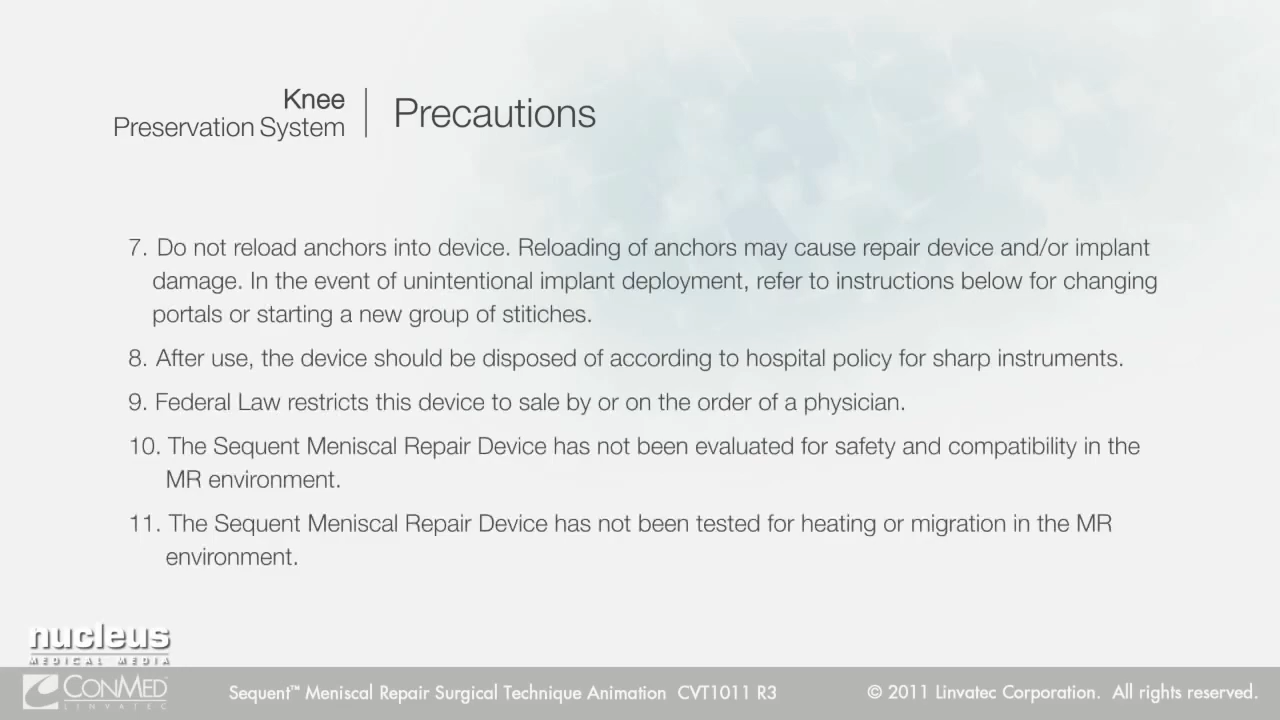 Knee
Preservation System
Precautions
7. Do not reload anchors into device. Reloading of anchors may cause repair device and/or implant
damage. In the event of unintentional implant deployment, refer to instructions below for changing
portals or starting a new group of stitiches.
8. After use, the device should be disposed of according to hospital policy for sharp instruments.
9. Federal Law restricts this device to sale by or on the order of a physician.
10. The Sequent Meniscal Repair Device has not been evaluated for safety and compatibility in the
MR environment.
11. The Sequent Meniscal Repair Device has not been tested for heating or migration in the MR
environment.
nucleus
MEDICAL MEDIA
CONMED
LINVATEC
Sequent™ Meniscal Repair Surgical Technique Animation CVT1011 R3
© 2011 Linvatec Corporation. All rights reserved.